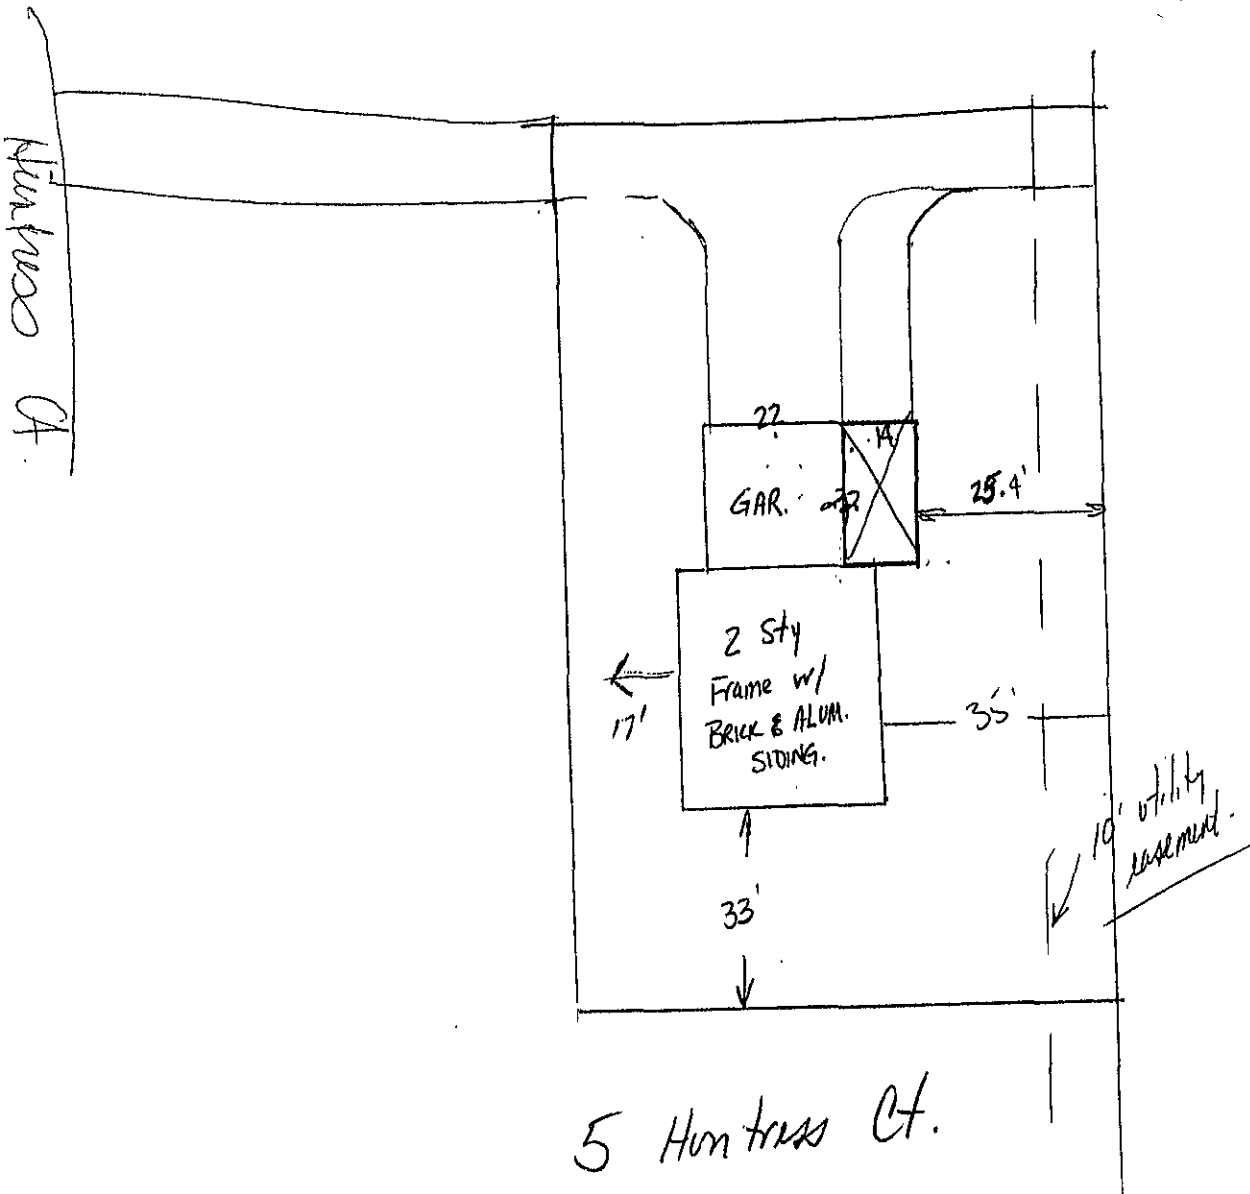 Huntress Ct.
22
14
GAR.
22
25.4'
2 Sty
Frame w/
BRICK & ALUM.
SIDING.
17'
35'
10' utility
easement.
33'
5 Huntress Ct.